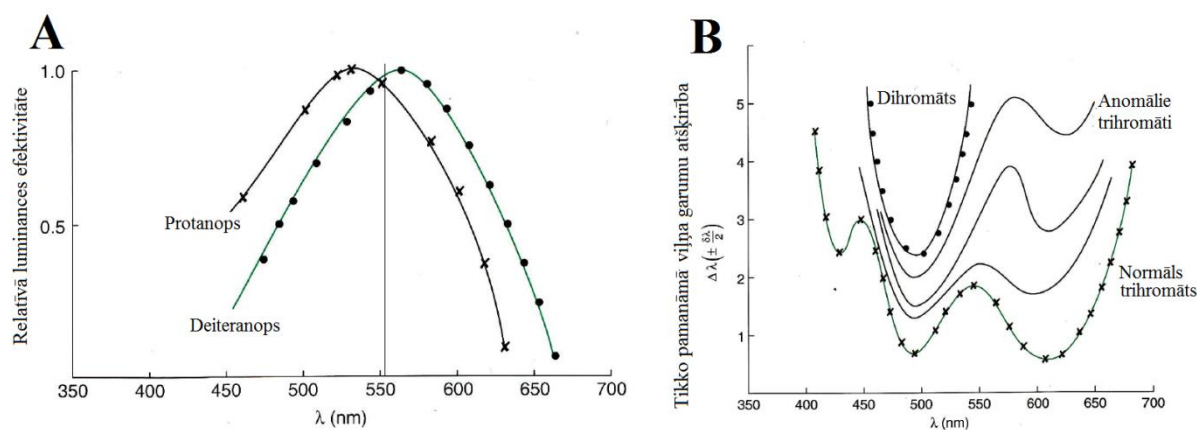 A
Relatīvā luminances efektivitāte
1.0
0.5
Protanops
Deiteranops
350 400 450 500 550 600 650 700
λ (nm)
B
Tikko pamanāmā viļņa garumu atšķirība
Δ λ(± δλ/2)
5
4
3
2
1
Dihromāts
Anomālie
trihromāti
Normāls
trihromāts
350 400 450 500 550 600 650 700
λ (nm)